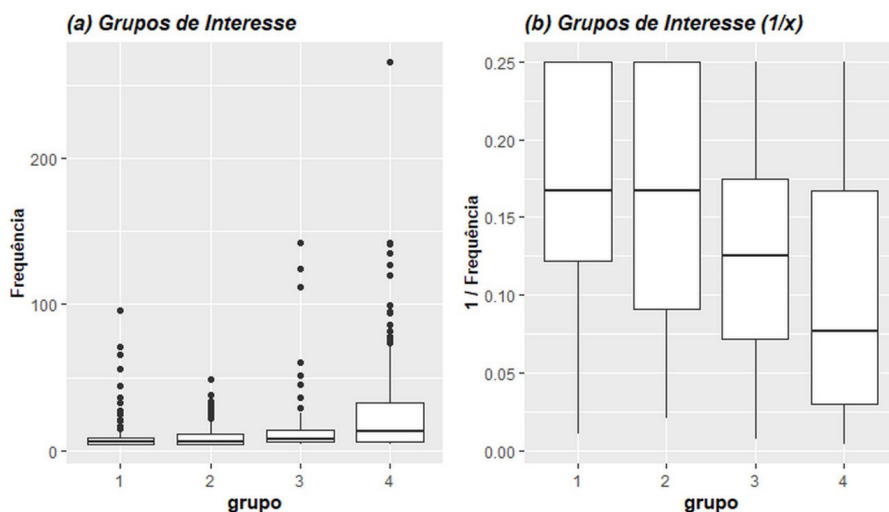 (a) Grupos de Interesse
Frequência
200
100
0
1 2 3 4
grupo
(b) Grupos de Interesse (1/x)
1 / Frequência
0.25
0.20
0.15
0.10
0.05
0.00
1 2 3 4
grupo